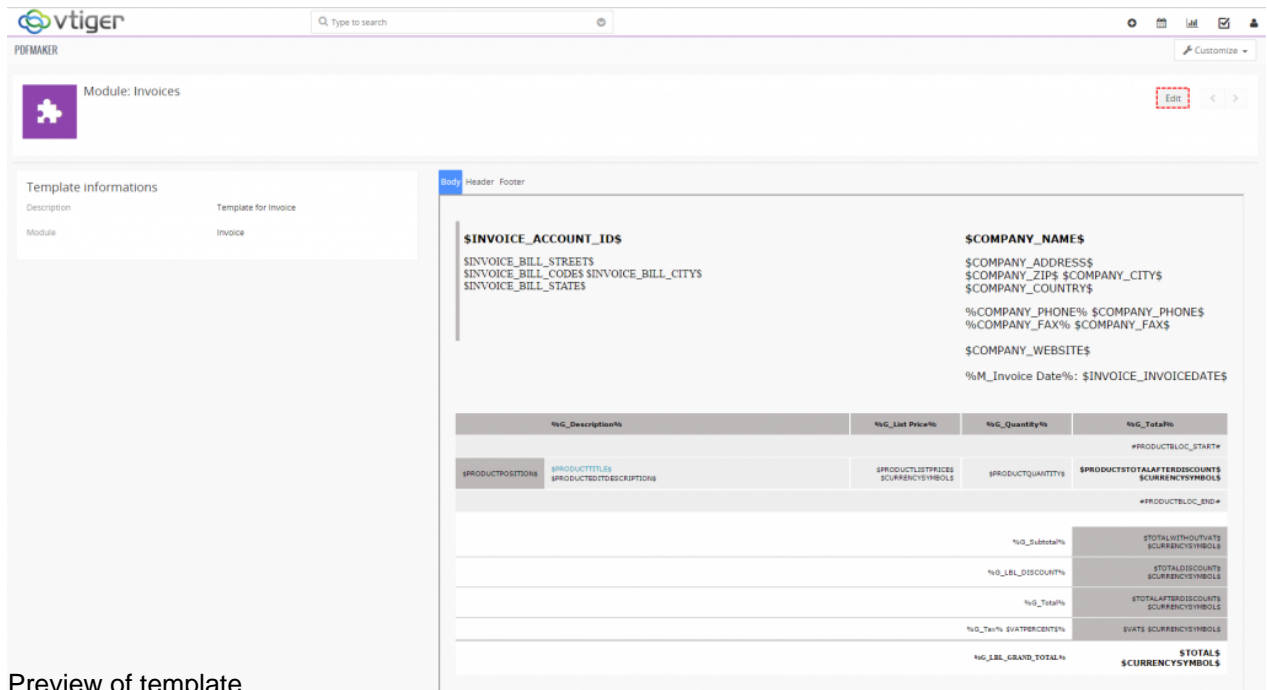 vtiger
Type to search
PDFMAKER
Customize
Module: Invoices
Edit
Template informations
Description Template for Invoice
Module Invoice
Body Header Footer
$INVOICE_ACCOUNT_ID$
$INVOICE_BILL_STREET$
$INVOICE_BILL_CODE$ $INVOICE_BILL_CITY$
$INVOICE_BILL_STATE$
$COMPANY_NAME$
$COMPANY_ADDRESS$
$COMPANY_ZIP$ $COMPANY_CITY$
$COMPANY_COUNTRY$
%COMPANY_PHONE% $COMPANY_PHONE$
%COMPANY_FAX% $COMPANY_FAX$
$COMPANY_WEBSITE$
%M_Invoice Date%: $INVOICE_INVOICEDATE$
%G_Description% %G_List Price% %G_Quantity% %G_Total%
#PRODUCTBLOC_START#
$PRODUCTPOSITION$ $PRODUCTTITLE$ $PRODUCTLISTPRICE$ $PRODUCTQUANTITY$ $PRODUCTSTOTALAFTERDISCOUNT$
$PRODUCTEDITDESCRIPTION$ $CURRENCYSYMBOL$ $CURRENCYSYMBOL$
#PRODUCTBLOC_END#
%G_Subtotal% $TOTALWITHOUTVAT$
$CURRENCYSYMBOL$
%G_LBL_DISCOUNT% $TOTALDISCOUNT$
$CURRENCYSYMBOL$
%G_Total% $TOTALAFTERDISCOUNT$
$CURRENCYSYMBOL$
%G_Tax% $VATPERCENT$% $VAT$ $CURRENCYSYMBOL$
%G_LBL_GRAND_TOTAL% $TOTAL$
$CURRENCYSYMBOL$
Preview of template